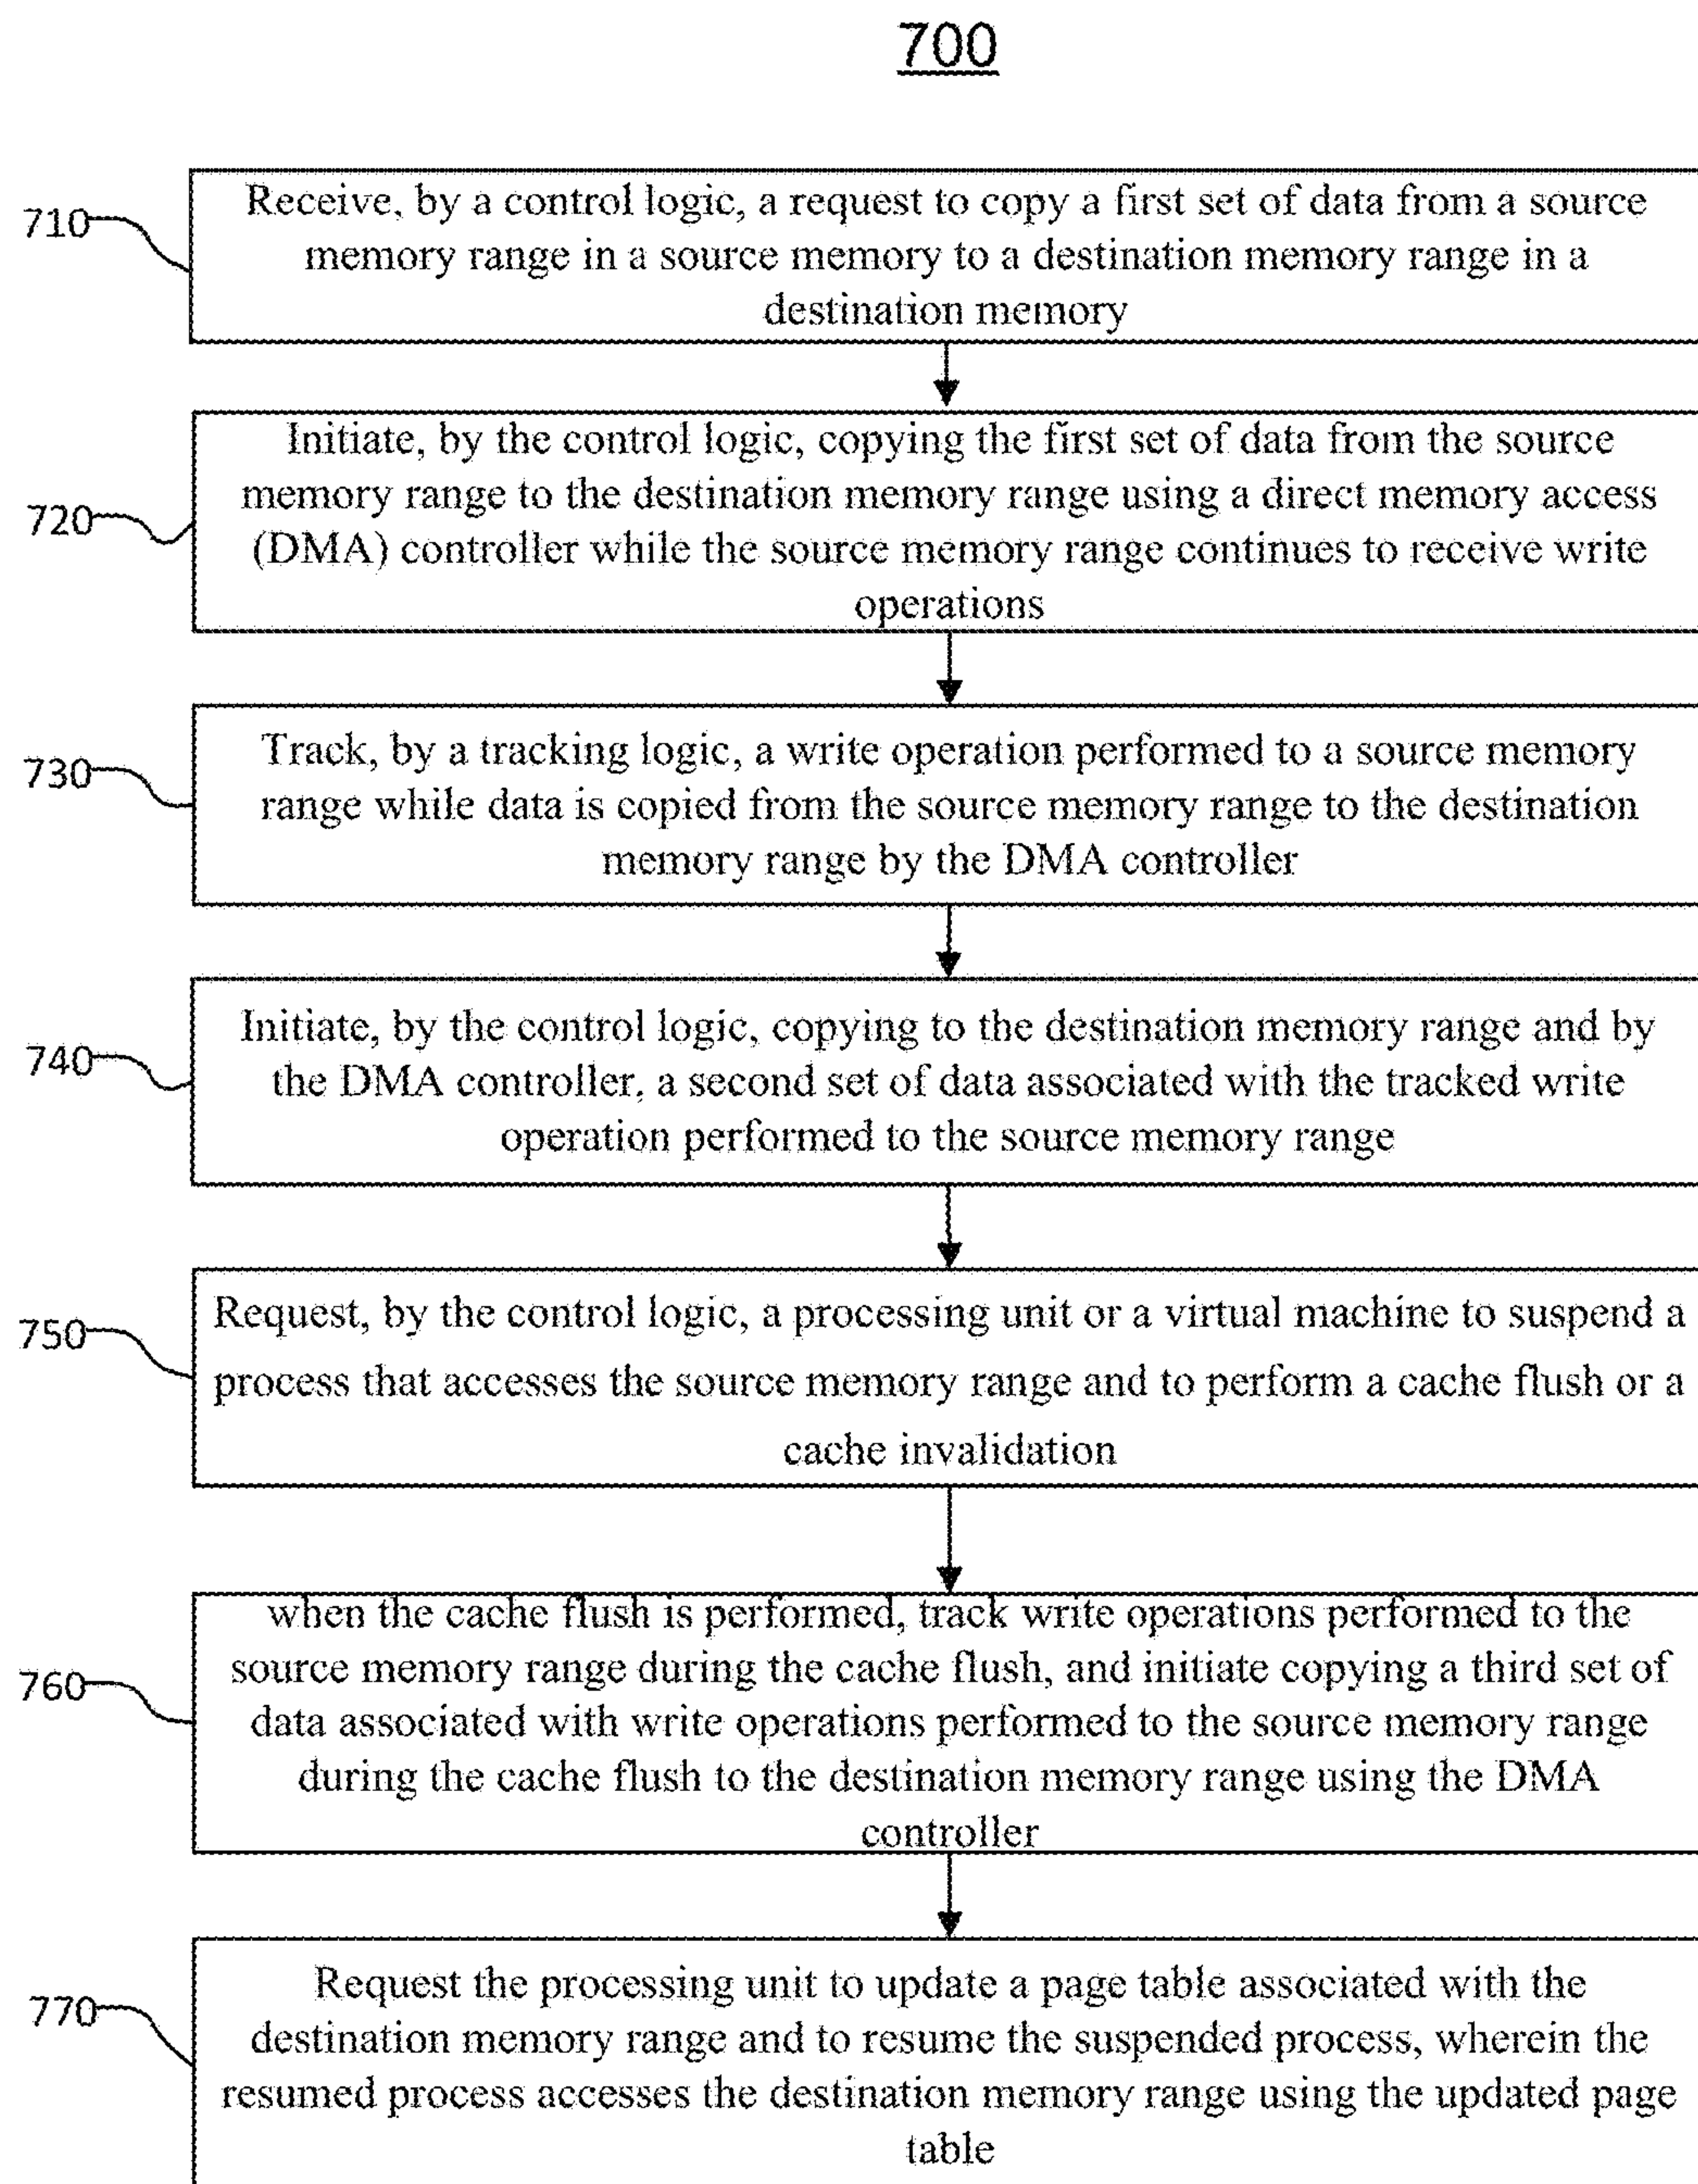 700
710
Receive, by a control logic, a request to copy a first set of data from a source
memory range in a source memory to a destination memory range in a
destination memory
720
Initiate, by the control logic, copying the first set of data from the source
memory range to the destination memory range using a direct memory access
(DMA) controller while the source memory range continues to receive write
operations
730
Track, by a tracking logic, a write operation performed to a source memory
range while data is copied from the source memory range to the destination
memory range by the DMA controller
740
Initiate, by the control logic, copying to the destination memory range and by
the DMA controller, a second set of data associated with the tracked write
operation performed to the source memory range
750
Request, by the control logic, a processing unit or a virtual machine to suspend a
process that accesses the source memory range and to perform a cache flush or a
cache invalidation
760
when the cache flush is performed, track write operations performed to the
source memory range during the cache flush, and initiate copying a third set of
data associated with write operations performed to the source memory range
during the cache flush to the destination memory range using the DMA
controller
770
Request the processing unit to update a page table associated with the
destination memory range and to resume the suspended process, wherein the
resumed process accesses the destination memory range using the updated page
table